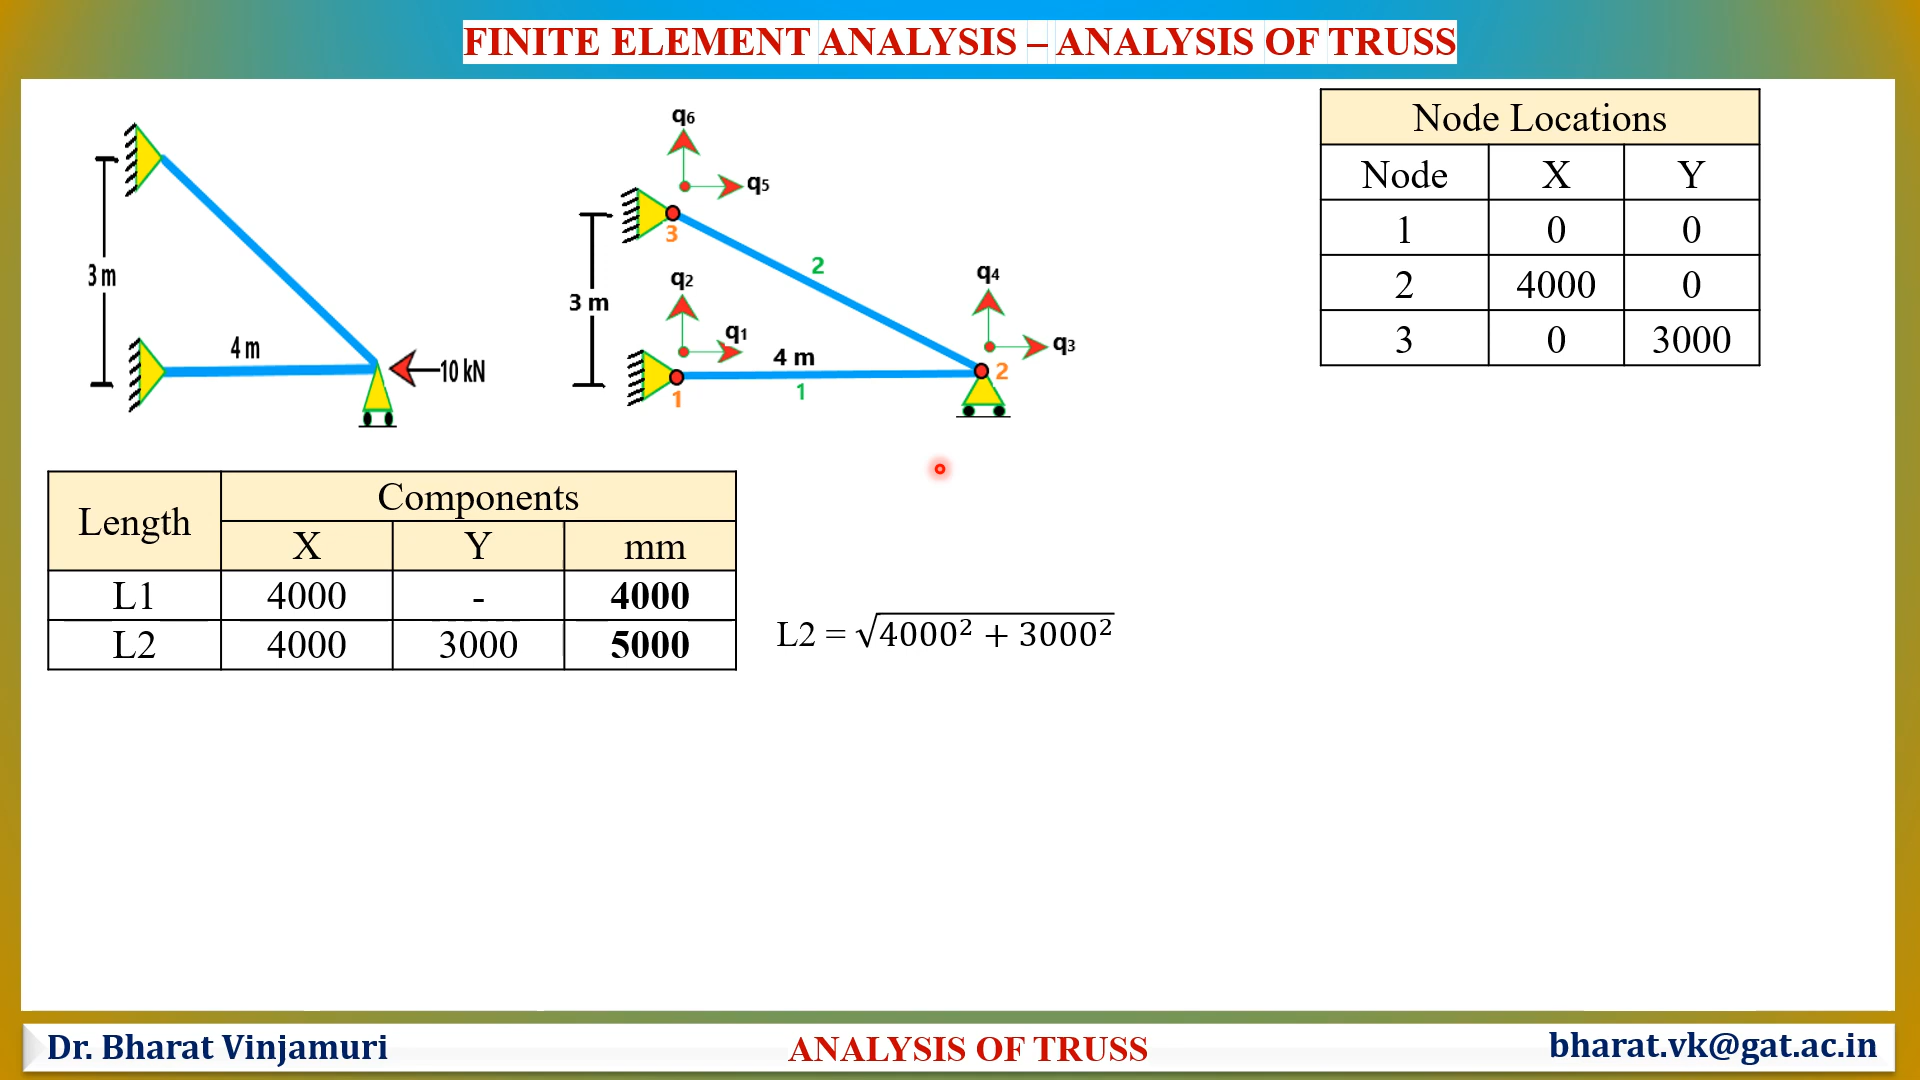 FINITE ELEMENT ANALYSIS – ANALYSIS OF TRUSS
3 m
4 m
10 kN
q6
q5
3
2
3 m
q2
q1
4 m
1
1
q4
q3
2
Node Locations
Node X Y
1 0 0
2 4000 0
3 0 3000
Length Components
X Y mm
L1 4000 - 4000
L2 4000 3000 5000
L2 = √4000² + 3000²
Dr. Bharat Vinjamuri
ANALYSIS OF TRUSS
bharat.vk@gat.ac.in